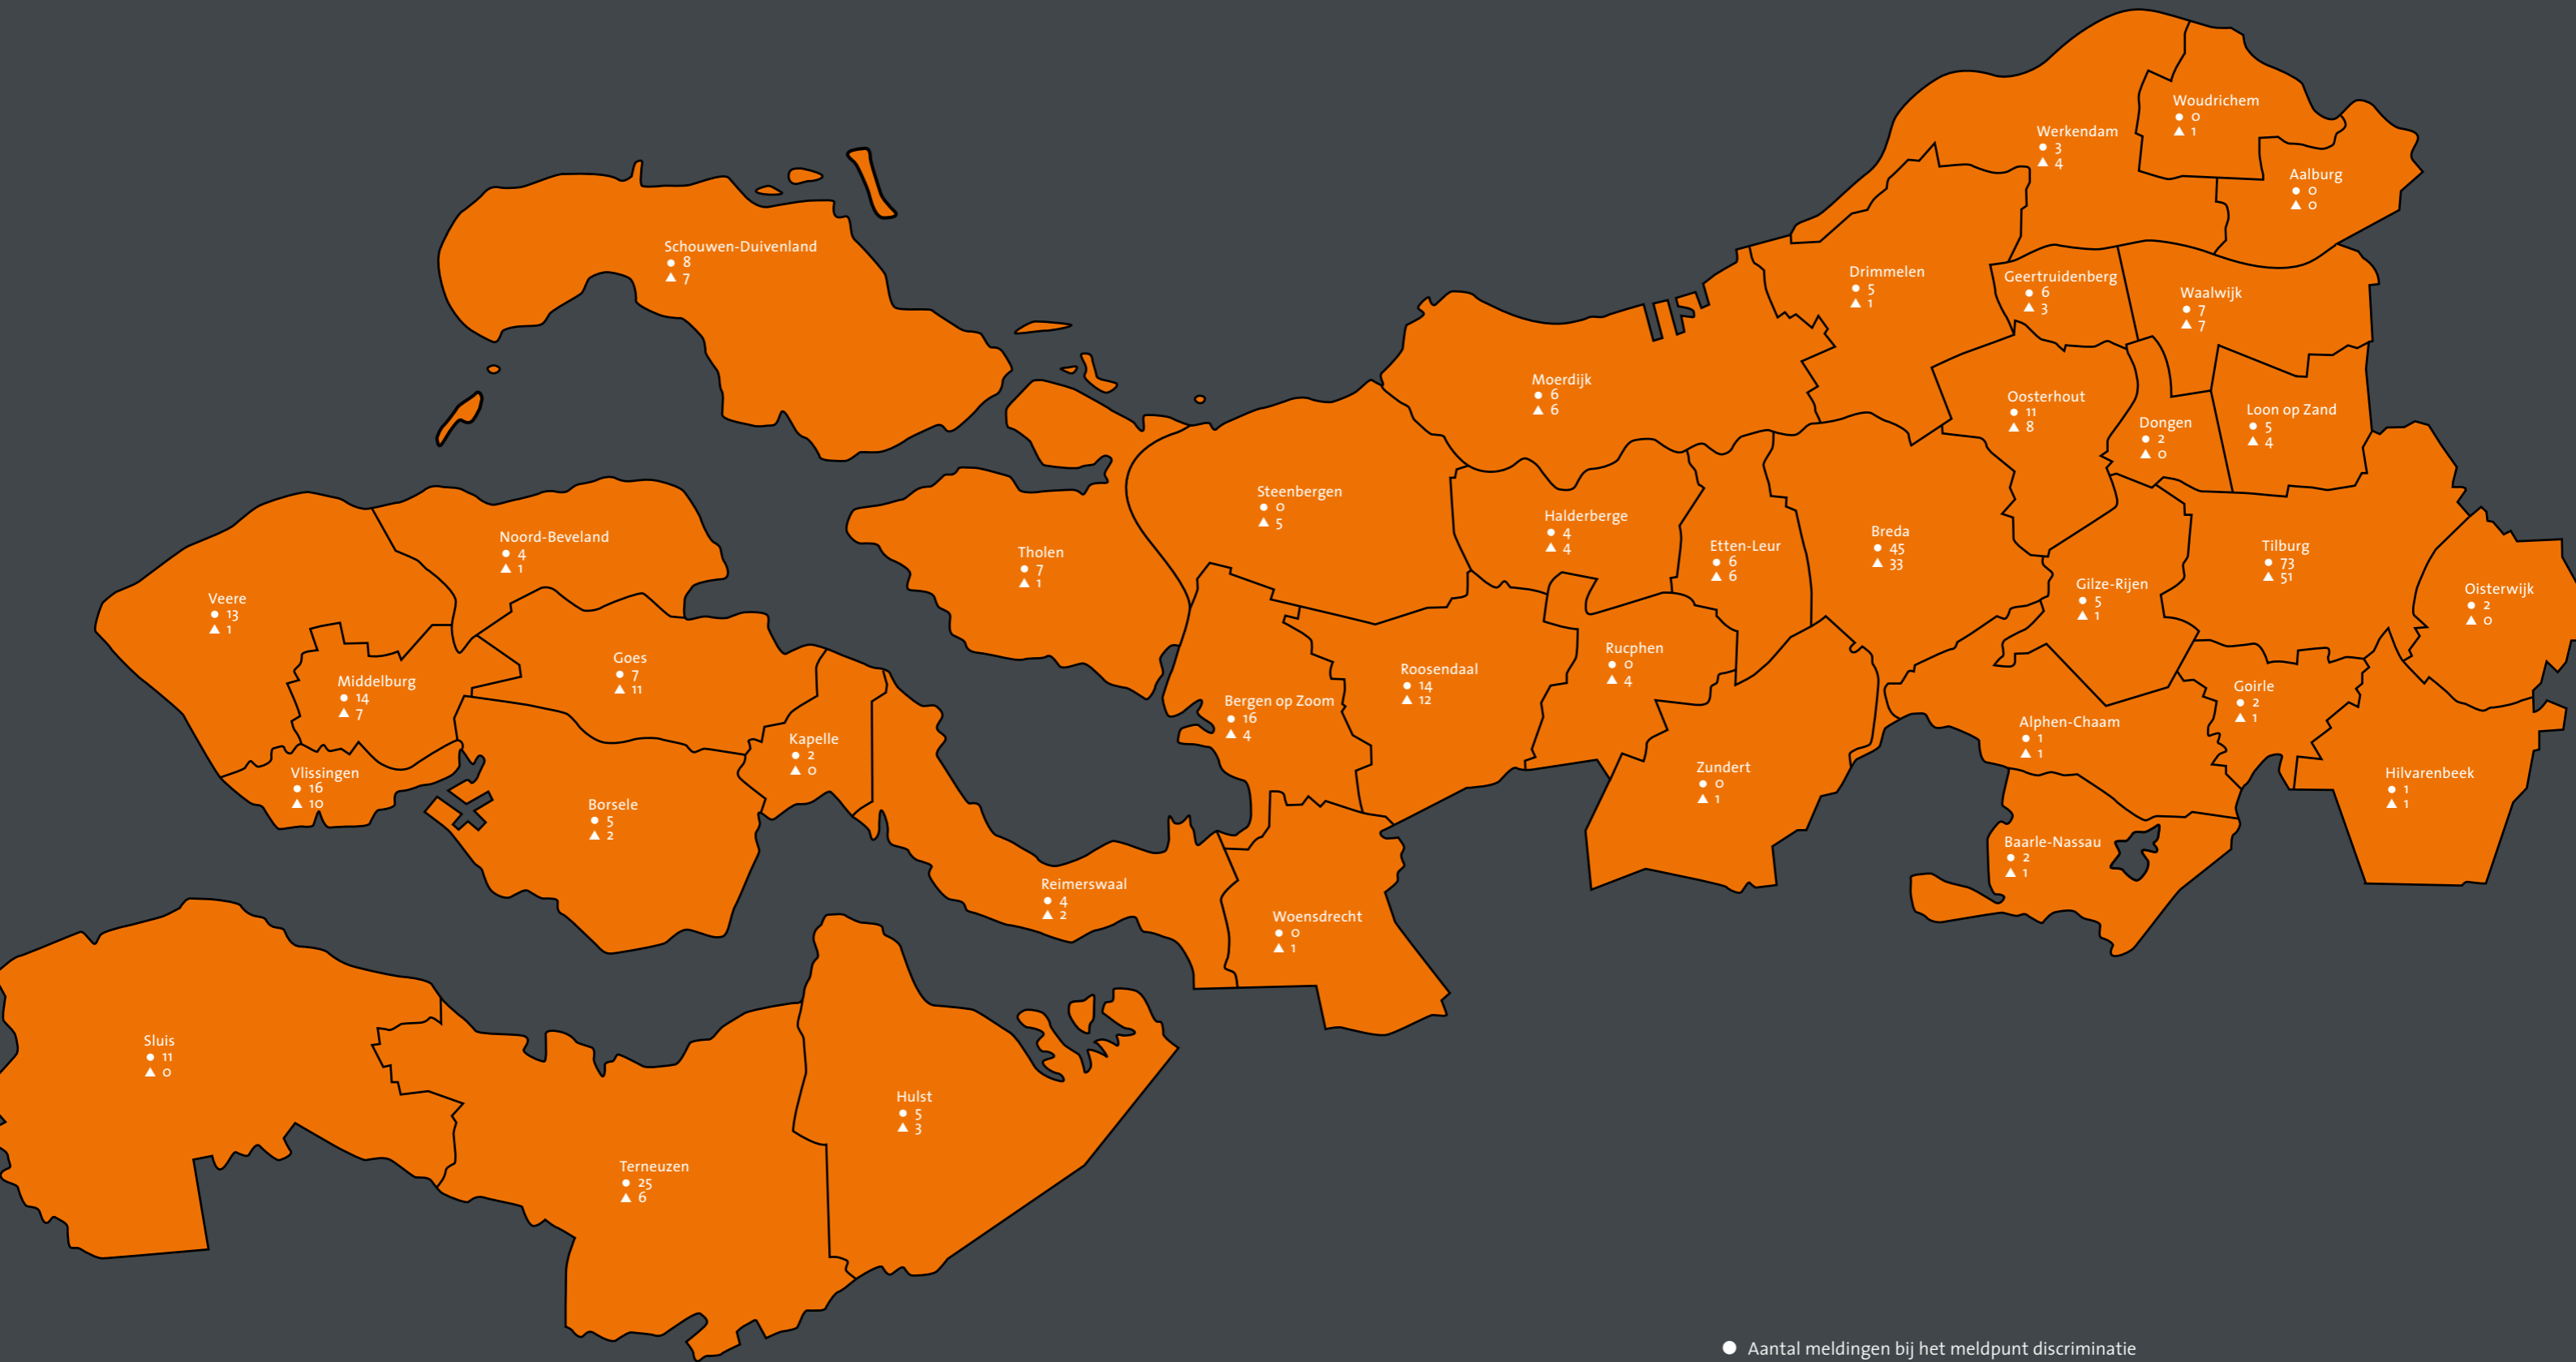 Woudrichem
● 0
▲ 1
Werkendam
● 3
▲ 4
Aalburg
● 0
▲ 0
Schouwen-Duivenland
● 8
▲ 7
Drimmelen
● 5
▲ 1
Geertruidenberg
● 6
▲ 3
Waalwijk
● 7
▲ 7
Moerdijk
● 6
▲ 6
Oosterhout
● 11
▲ 8
Dongen
● 2
▲ 0
Loon op Zand
● 5
▲ 4
Steenbergen
● 0
▲ 5
Halderberge
● 4
▲ 4
Etten-Leur
● 6
▲ 6
Breda
● 45
▲ 33
Tilburg
● 73
▲ 51
Noord-Beveland
● 4
▲ 1
Tholen
● 7
▲ 1
Gilze-Rijen
● 5
▲ 1
Oisterwijk
● 2
▲ 0
Veere
● 13
▲ 1
Goes
● 7
▲ 11
Middelburg
● 14
▲ 7
Bergen op Zoom
● 16
▲ 4
Roosendaal
● 14
▲ 12
Rucphen
● 0
▲ 4
Goirle
● 2
▲ 1
Alphen-Chaam
● 1
▲ 1
Kapelle
● 2
▲ 0
Vlissingen
● 16
▲ 10
Borsele
● 5
▲ 2
Zundert
● 0
▲ 1
Hilvarenbeek
● 1
▲ 1
Baarle-Nassau
● 2
▲ 1
Reimerswaal
● 4
▲ 2
Woensdrecht
● 0
▲ 1
Sluis
● 11
▲ 0
Hulst
● 5
▲ 3
Terneuzen
● 25
▲ 6
● Aantal meldingen bij het meldpunt discriminatie